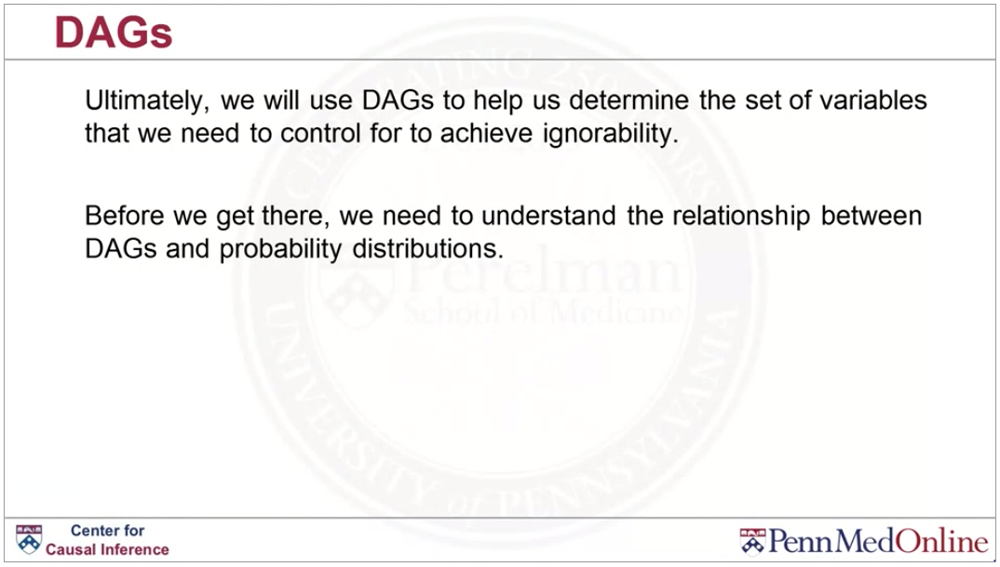 DAGs
Ultimately, we will use DAGs to help us determine the set of variables
that we need to control for to achieve ignorability.
Before we get there, we need to understand the relationship between
DAGs and probability distributions.
Perelman
School of Medicine
UNIVERSITY of PENNSYLVANIA
Center for
Causal Inference
PennMedOnline